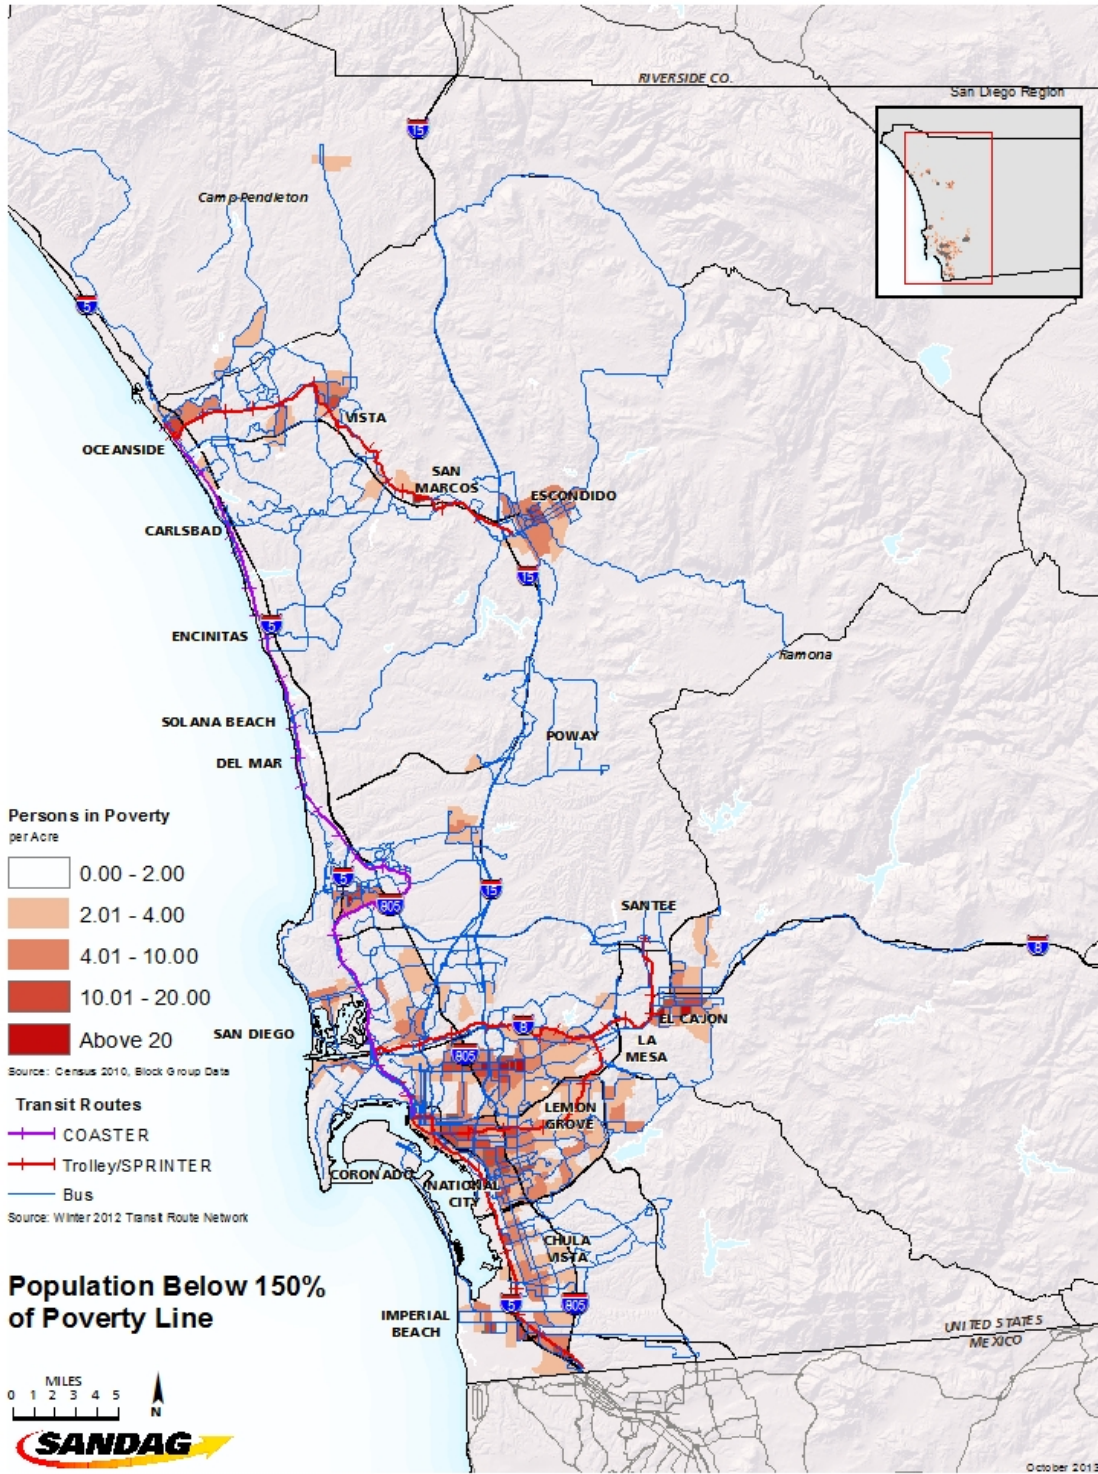 RIVERSIDE CO.
San Diego Region
15
Camp Pendleton
5
VISTA
OCEANSIDE
SAN
MARCOS
ESCONDIDO
CARLSBAD
15
5
ENCINITAS
Ramona
SOLANA BEACH
POWAY
DEL MAR
Persons in Poverty
per Acre
0.00 - 2.00
2.01 - 4.00
4.01 - 10.00
10.01 - 20.00
Above 20
Source: Census 2010, Block Group Data
5
15
805
SANTEE
8
SAN DIEGO
8
EL CAJON
LA
MESA
805
LEMON
GROVE
Transit Routes
COASTER
Trolley/SPRINTER
Bus
Source: Winter 2012 Transit Route Network
CORONADO
NATIONAL
CITY
CHULA
VISTA
Population Below 150%
of Poverty Line
5
805
IMPERIAL
BEACH
UNITED STATES
MEXICO
MILES
0 1 2 3 4 5
N
SANDAG
October 2013